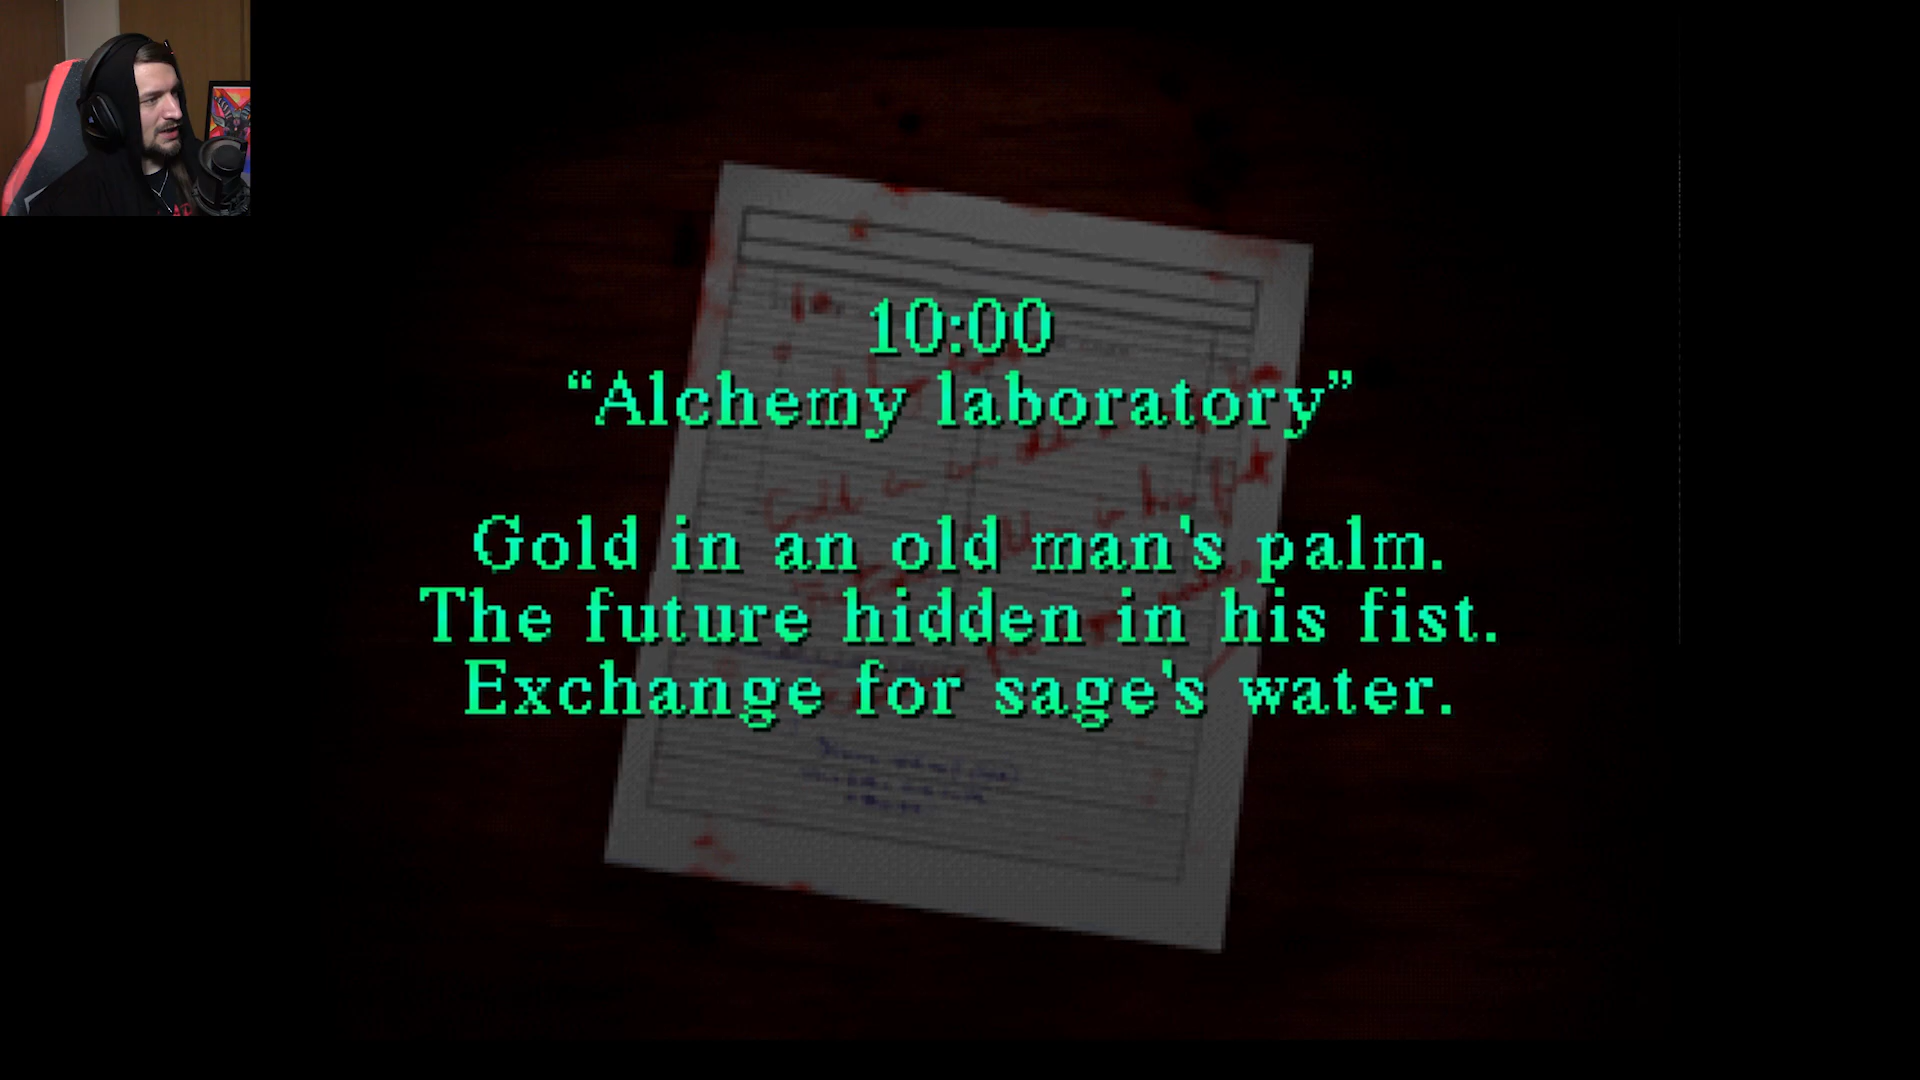 10:00
“Alchemy laboratory”
Gold in an old man's palm.
The future hidden in his fist.
Exchange for sage's water.